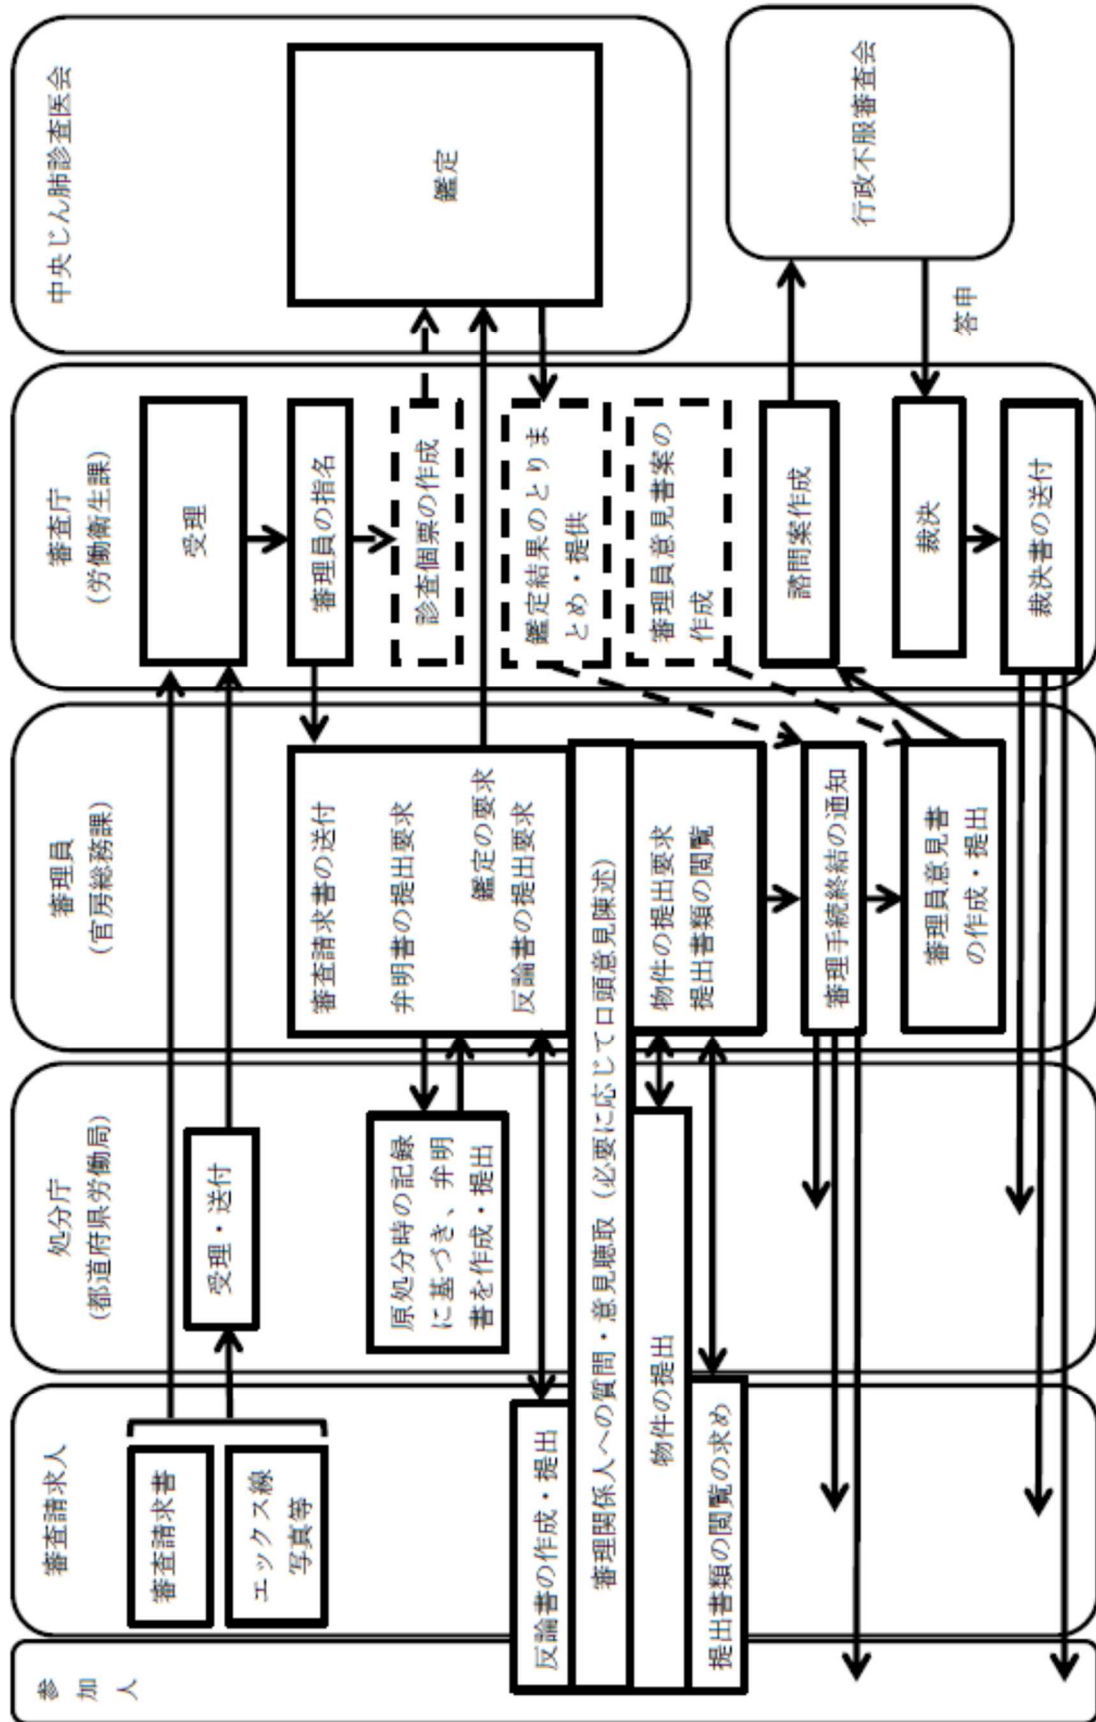 参
加
人
審査請求人
審査請求書
エックス線
写真等
反論書の作成・提出
審理関係人への質問・意見聴取（必要に応じて口頭意見陳述）
物件の提出
提出書類の閲覧の求め
処分庁
(都道府県労働局)
受理・送付
原処分時の記録
に基づき、弁明
書を作成・提出
審理員
(官房総務課)
審査請求書の送付
弁明書の提出要求
鑑定の要求
反論書の提出要求
物件の提出要求
提出書類の閲覧
審理手続終結の通知
審理員意見書
の作成・提出
審査庁
(労働衛生課)
受理
審理員の指名
診査個票の作成
鑑定結果のとりま
とめ・提供
審理員意見書案の
作成
諮問案作成
裁決
裁決書の送付
中央じん肺診査医会
鑑定
行政不服審査会
答申